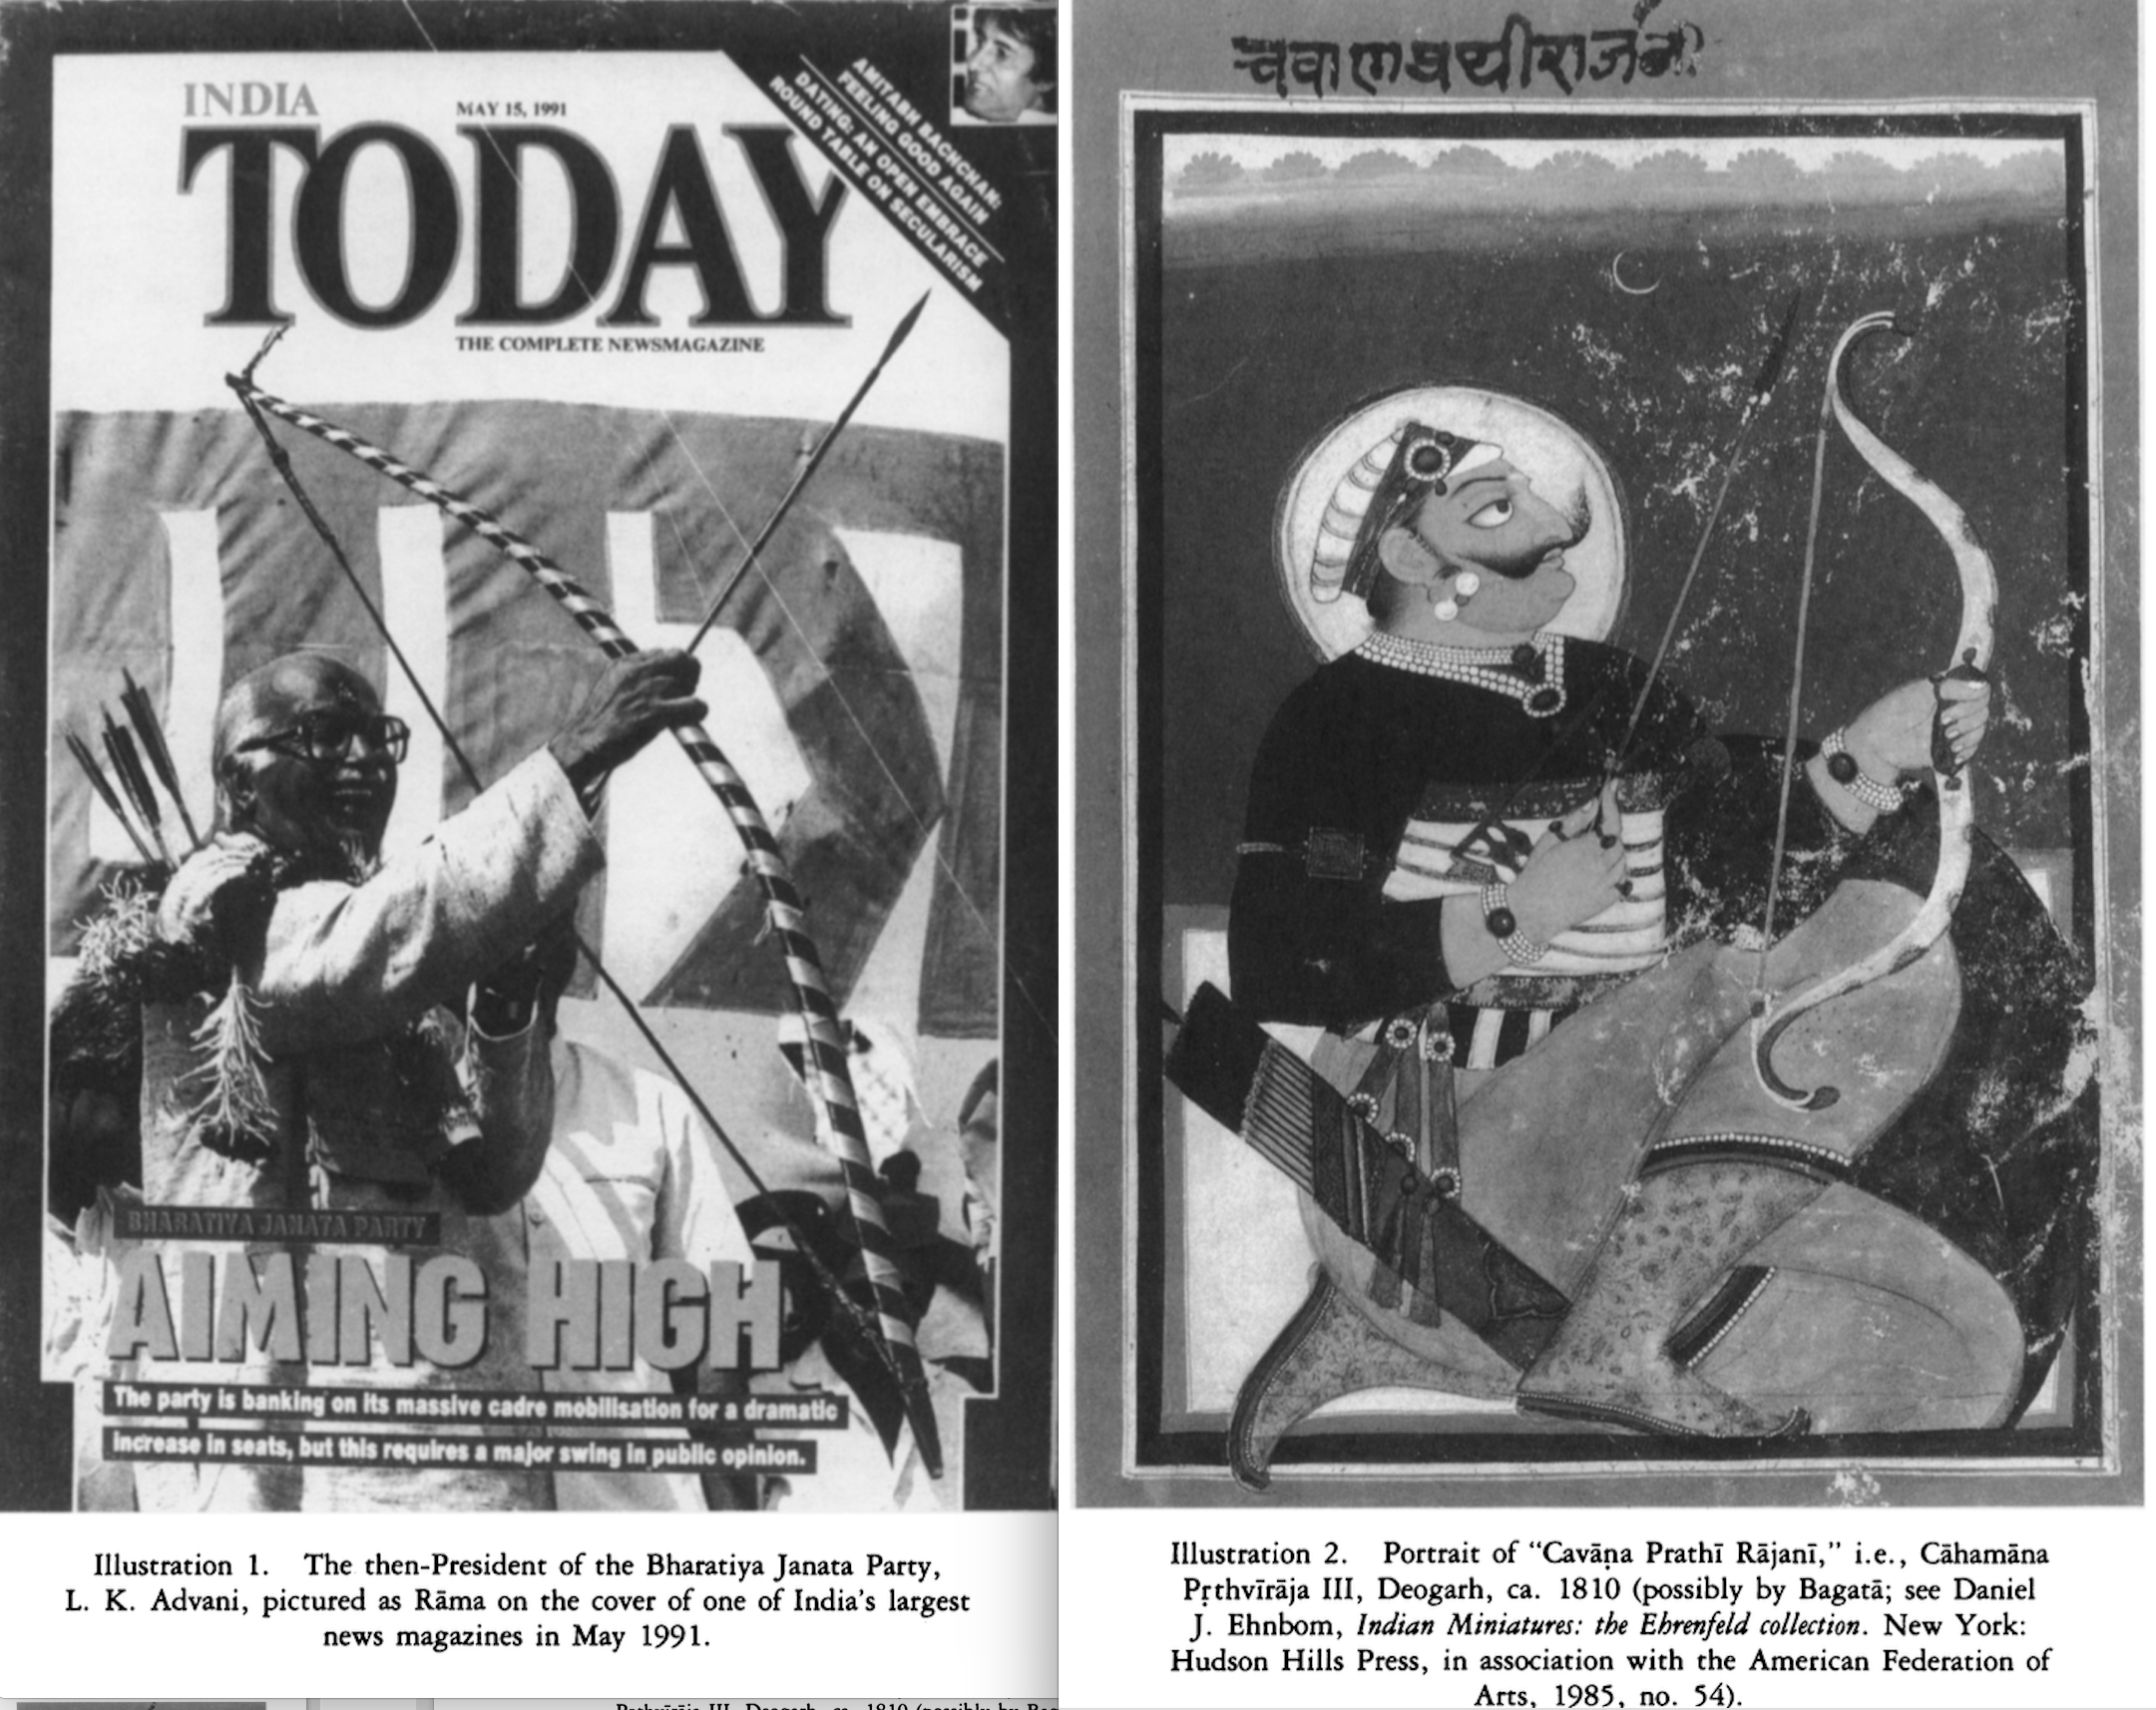 INDIA
MAY 15, 1991
TODAY
THE COMPLETE NEWSMAGAZINE
AMITABH BACHCHAN:
FEELING GOOD AGAIN
DATING: AN OPEN EMBRACE
ROUND TABLE ON SECULARISM
BHARATIYA JANATA PARTY
AIMING HIGH
The party is banking on its massive cadre mobilisation for a dramatic
increase in seats, but this requires a major swing in public opinion.
Illustration 1. The then-President of the Bharatiya Janata Party,
L. K. Advani, pictured as Rāma on the cover of one of India's largest
news magazines in May 1991.
चवाणप्रथीराजनी
Illustration 2. Portrait of "Cavāṇa Prathī Rājanī," i.e., Cāhamāna
Pṛthvīrāja III, Deogarh, ca. 1810 (possibly by Bagatā; see Daniel
J. Ehnbom, Indian Miniatures: the Ehrenfeld collection. New York:
Hudson Hills Press, in association with the American Federation of
Arts, 1985, no. 54).